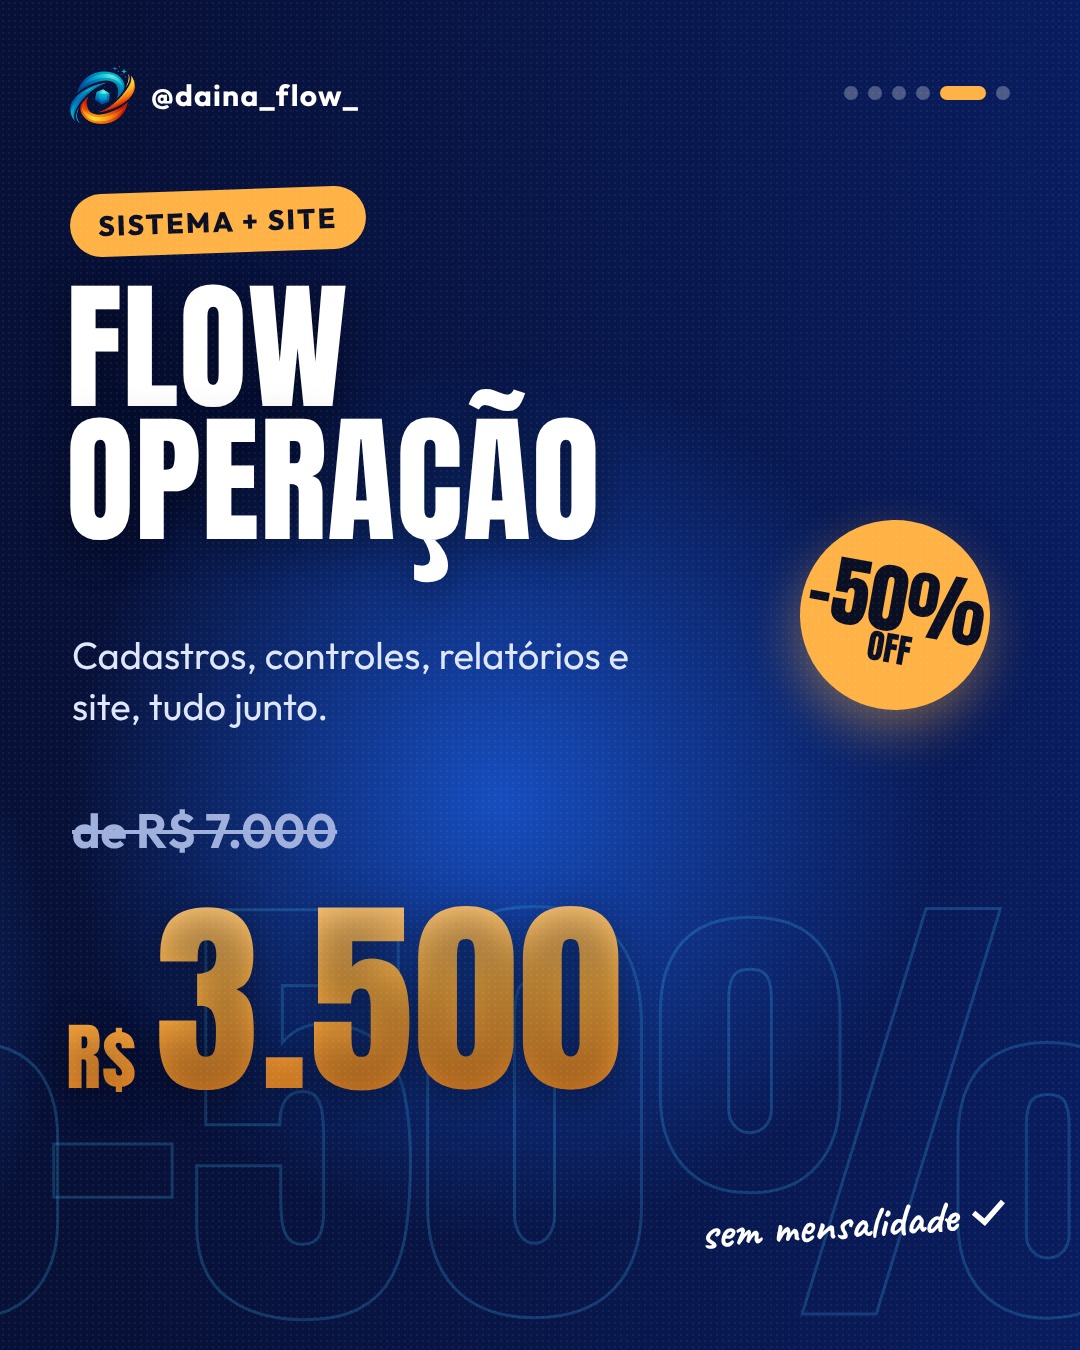 @daina_flow_
SISTEMA + SITE
FLOW
OPERAÇÃO
-50%
OFF
Cadastros, controles, relatórios e
site, tudo junto.
de R$ 7.000
R$ 3.500
-50%
sem mensalidade ✓